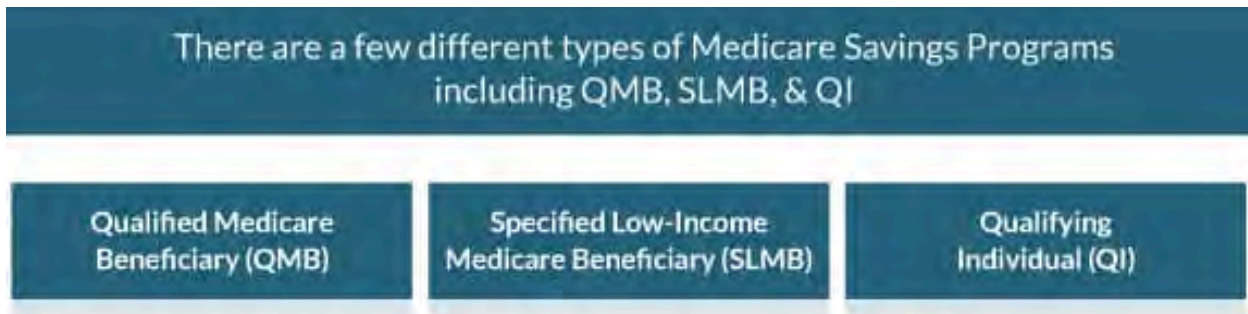 There are a few different types of Medicare Savings Programs
including QMB, SLMB, & QI
Qualified Medicare
Beneficiary (QMB)
Specified Low-Income
Medicare Beneficiary (SLMB)
Qualifying
Individual (QI)